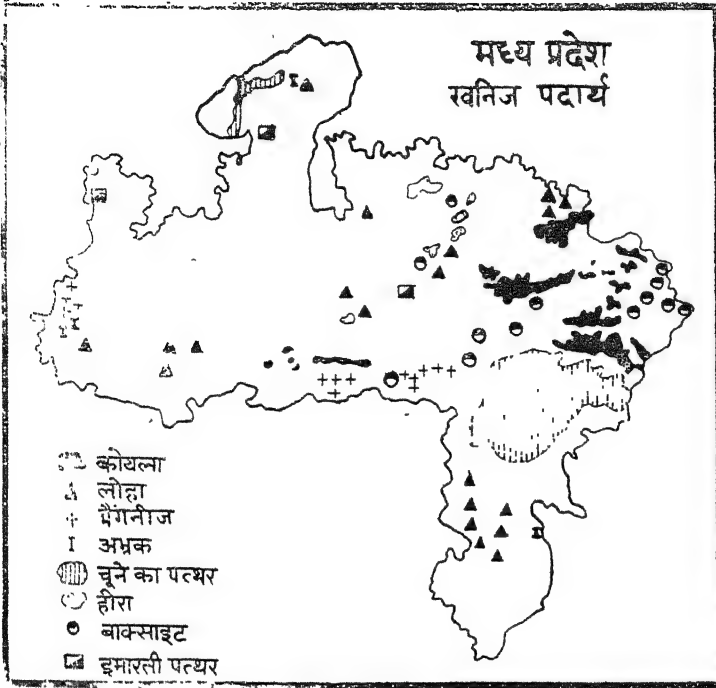 मध्य प्रदेश
खनिज पदार्थ
कोयला
लोहा
मैंगनीज
अभ्रक
चूने का पत्थर
हीरा
बाक्साइट
इमारती पत्थर